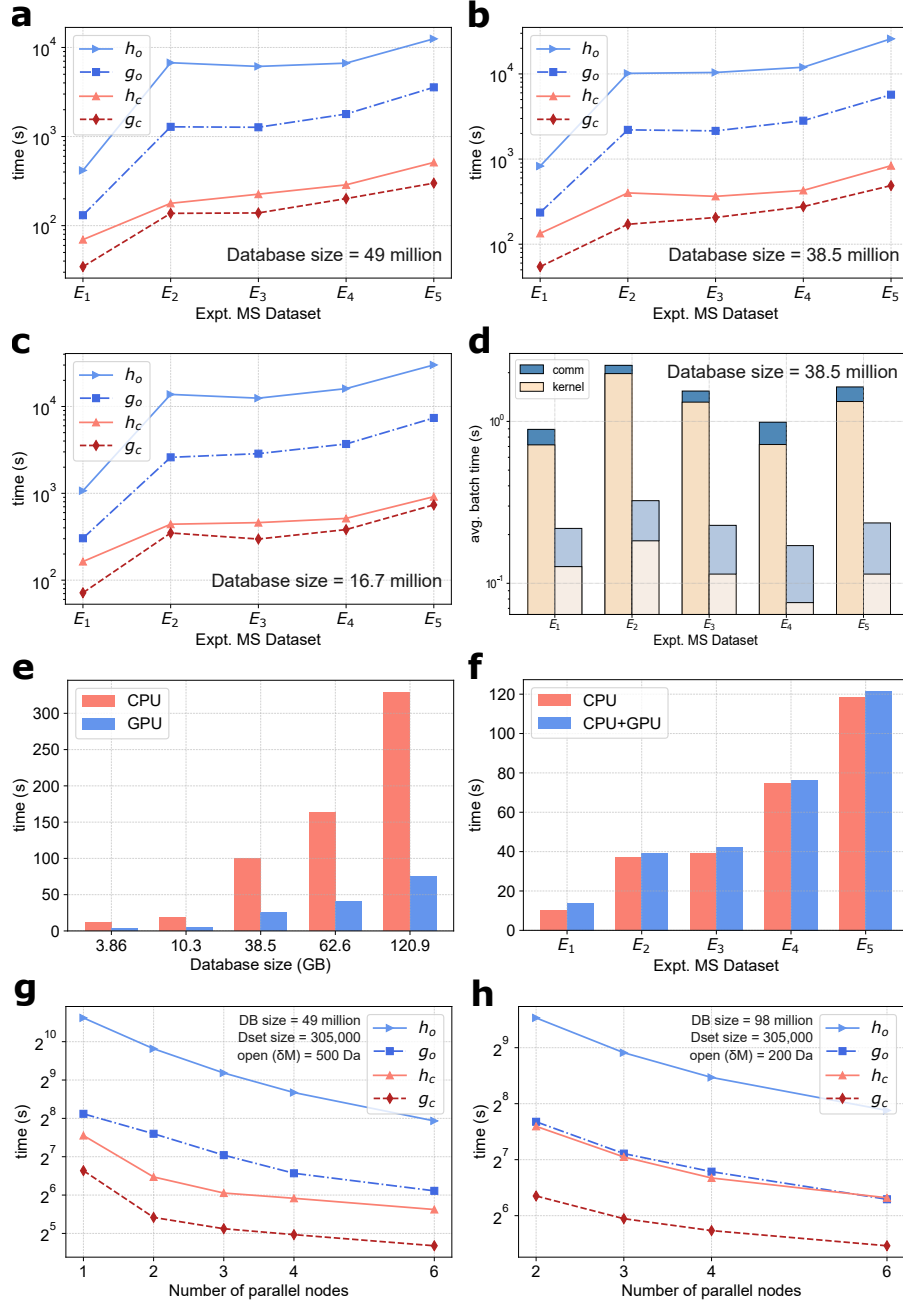 a
h_o
g_o
h_c
g_c
10^4
10^3
10^2
time (s)
Database size = 49 million
E_1 E_2 E_3 E_4 E_5
Expt. MS Dataset
b
h_o
g_o
h_c
g_c
10^4
10^3
10^2
time (s)
Database size = 38.5 million
E_1 E_2 E_3 E_4 E_5
Expt. MS Dataset
c
h_o
g_o
h_c
g_c
10^4
10^3
10^2
time (s)
Database size = 16.7 million
E_1 E_2 E_3 E_4 E_5
Expt. MS Dataset
d
comm
kernel
Database size = 38.5 million
10^0
10^-1
avg. batch time (s)
E_1 E_2 E_3 E_4 E_5
Expt. MS Dataset
e
CPU
GPU
300
250
200
150
100
50
0
time (s)
3.86 10.3 38.5 62.6 120.9
Database size (GB)
f
CPU
CPU+GPU
120
100
80
60
40
20
0
time (s)
E_1 E_2 E_3 E_4 E_5
Expt. MS Dataset
g
DB size = 49 million
Dset size = 305,000
open (δM) = 500 Da
h_o
g_o
h_c
g_c
2^10
2^9
2^8
2^7
2^6
2^5
time (s)
1 2 3 4 6
Number of parallel nodes
h
DB size = 98 million
Dset size = 305,000
open (δM) = 200 Da
h_o
g_o
h_c
g_c
2^9
2^8
2^7
2^6
time (s)
2 3 4 6
Number of parallel nodes